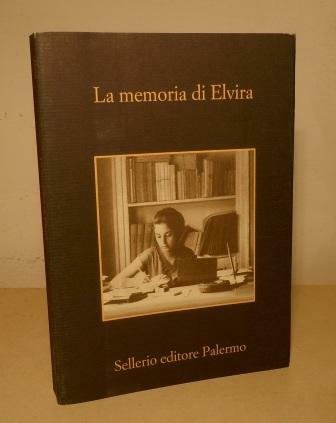 La memoria di Elvira
Sellerio editore Palermo